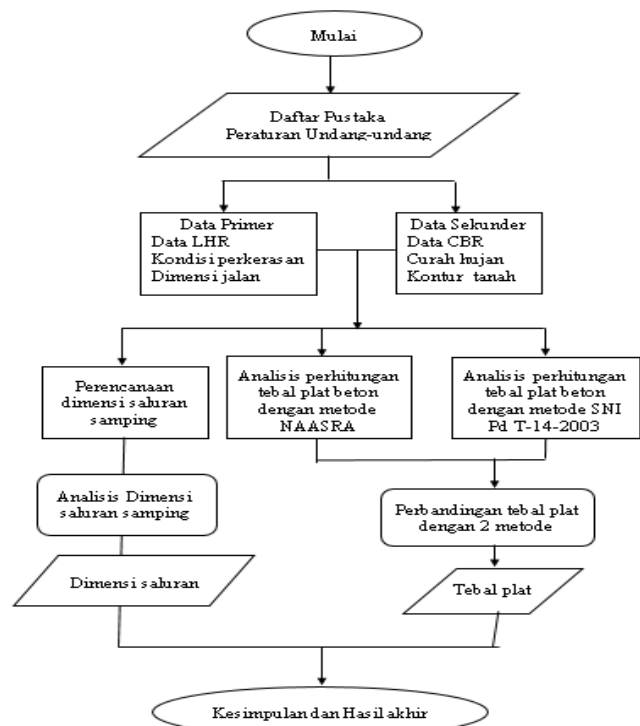 Mulai
Daftar Pustaka
Peraturan Undang-undang
Data Primer
Data LHR
Kondisi perkerasan
Dimensi jalan
Data Sekunder
Data CBR
Curah hujan
Kontur tanah
Perencanaan
dimensi saluran
samping
Analisis perhitungan
tebal plat beton
dengan metode
NAASRA
Analisis perhitungan
tebal plat beton
dengan metode SNI
Pd T-14-2003
Analisis Dimensi
saluran samping
Perbandingan tebal plat
dengan 2 metode
Dimensi saluran
Tebal plat
Kesimpulan dan Hasil akhir